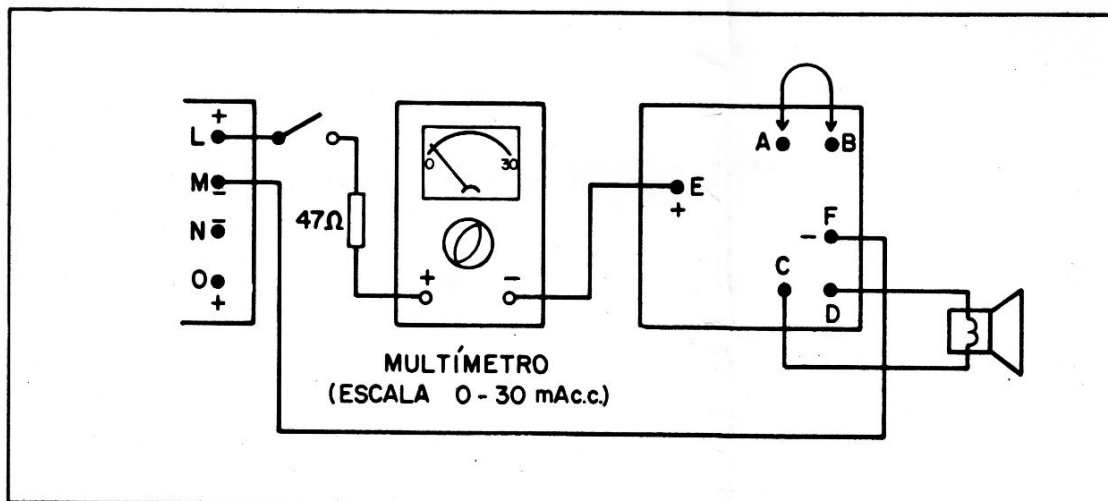 +
L
M
–
N
–
O
+
47Ω
0
30
+
–
MULTÍMETRO
(ESCALA 0 - 30 mAc.c.)
A
B
E
+
F
–
C
D